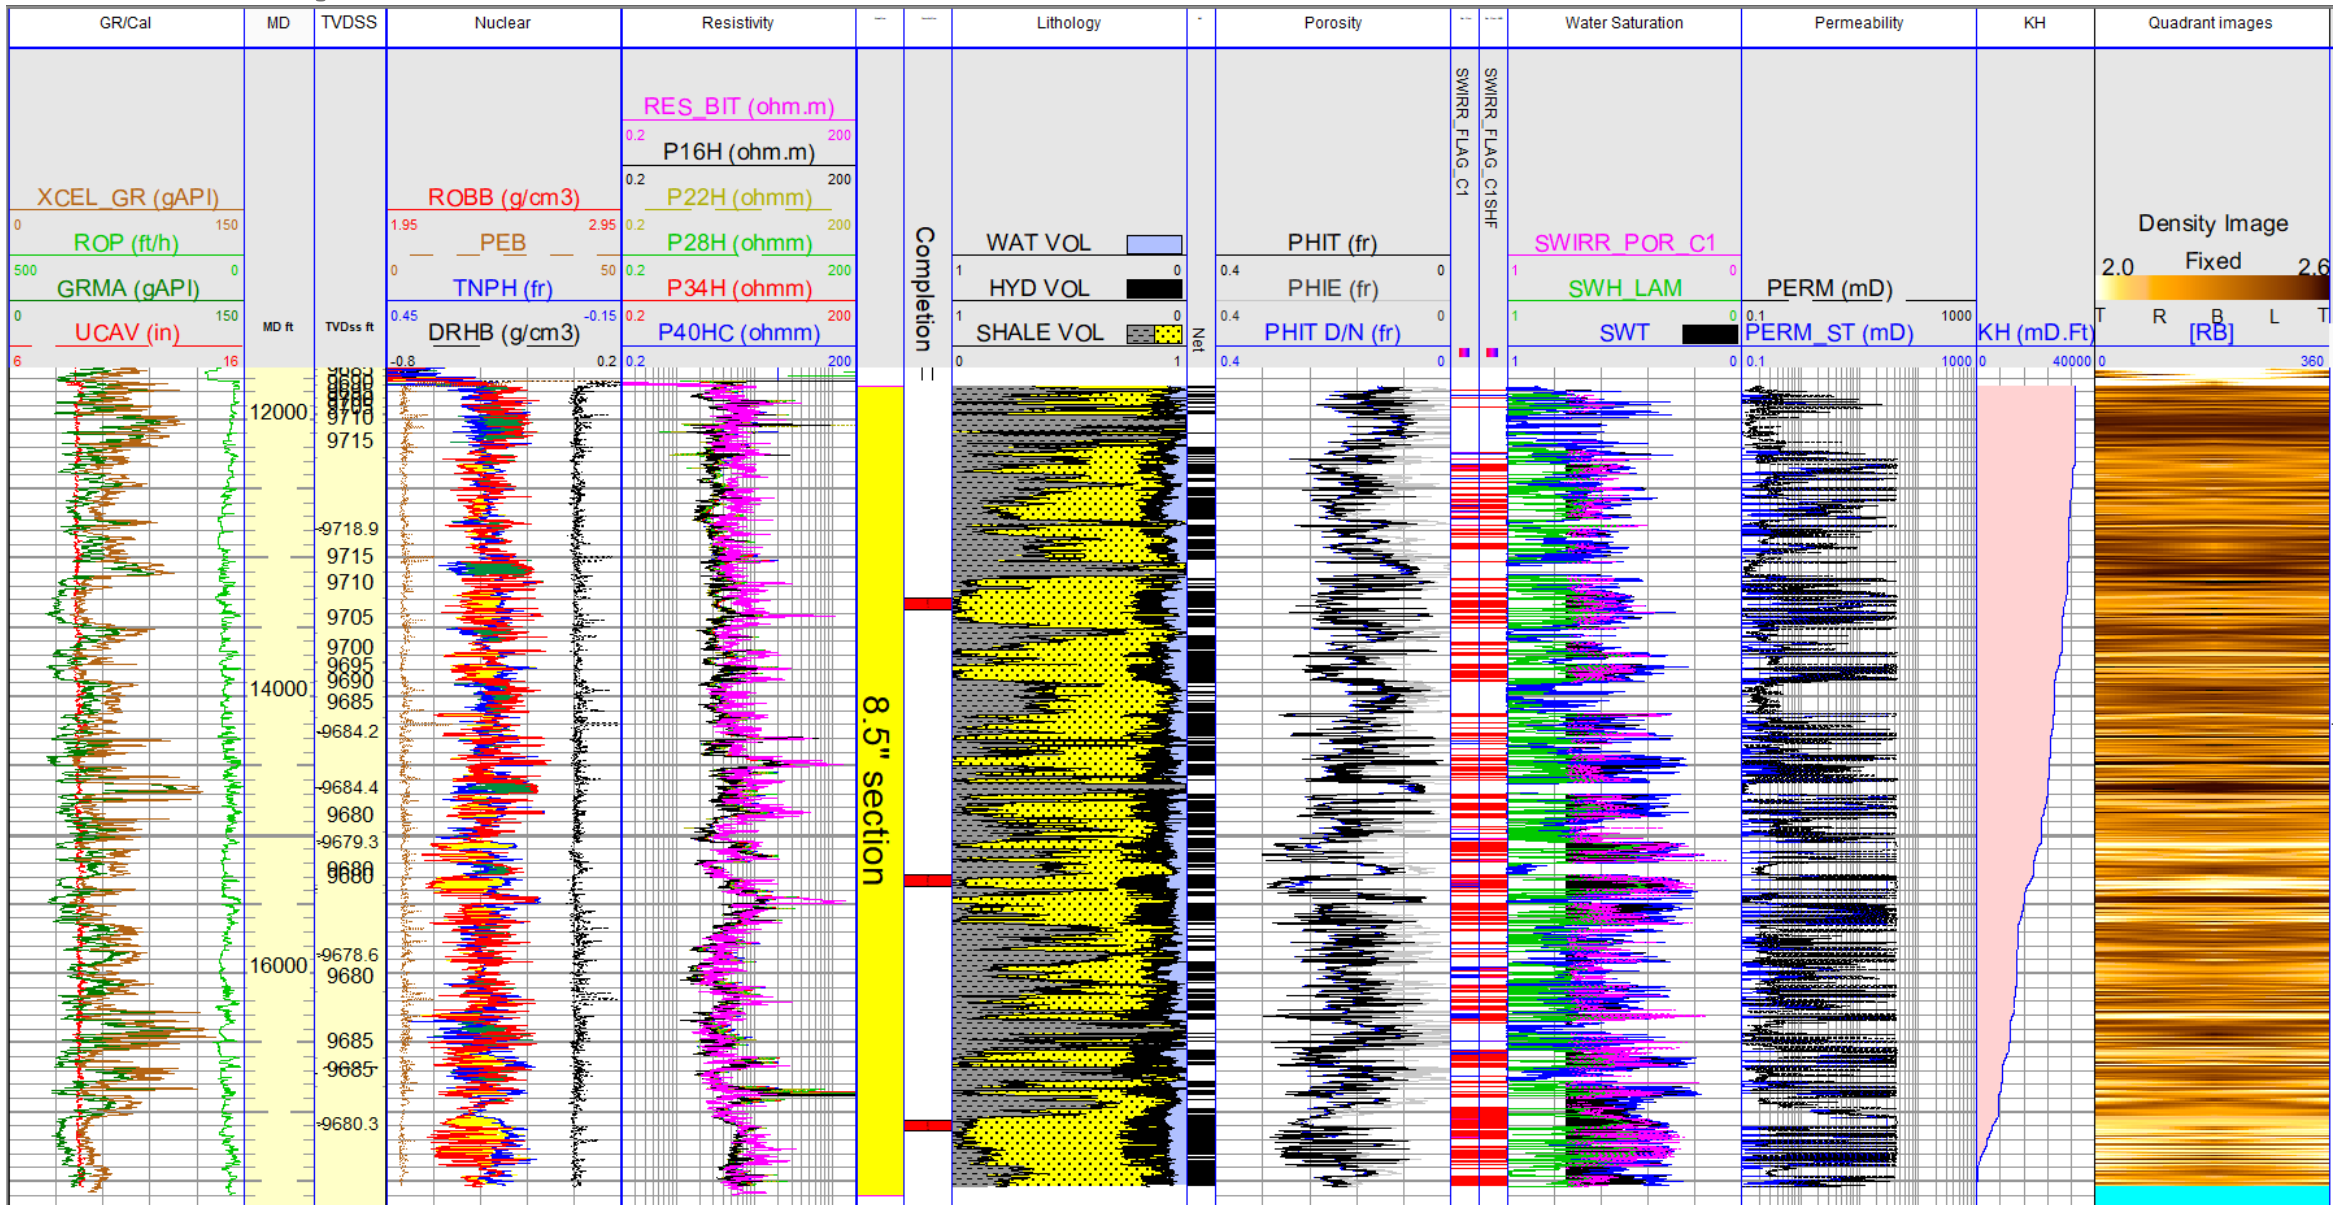 GR/Cal MD TVDSS Nuclear Resistivity Lithology Porosity Water Saturation Permeability KH Quadrant images
XCEL_GR (gAPI)
0 150
ROP (ft/h)
500 0
GRMA (gAPI)
0 150
UCAV (in)
6 16
MD ft
TVDss ft
ROBB (g/cm3)
1.95 2.95
PEB
0 50
TNPH (fr)
0.45 -0.15
DRHB (g/cm3)
-0.8 0.2
RES_BIT (ohm.m)
0.2 200
P16H (ohm.m)
0.2 200
P22H (ohmm)
0.2 200
P28H (ohmm)
0.2 200
P34H (ohmm)
0.2 200
P40HC (ohmm)
0.2 200
Completion
WAT VOL
1 0
HYD VOL
1 0
SHALE VOL
0 1
Net
PHIT (fr)
0.4 0
PHIE (fr)
0.4 0
PHIT D/N (fr)
0.4 0
SWIRR_FLAG_C1
SWIRR_FLAG_C1SHF
SWIRR_POR_C1
1 0
SWH_LAM
1 0
SWT
1 0
PERM (mD)
0.1 1000
PERM_ST (mD)
0.1 1000
KH (mD.Ft)
0 40000
Density Image
Fixed
2.0 2.6
T R B L T
[RB]
0 360
12000
14000
16000
9685
9690
9710
9715
-9718.9
9715
9710
9705
9700
9695
9690
9685
-9684.2
-9684.4
9680
-9679.3
9680
9680
-9678.6
9680
9685
-9685
-9680.3
8.5" section